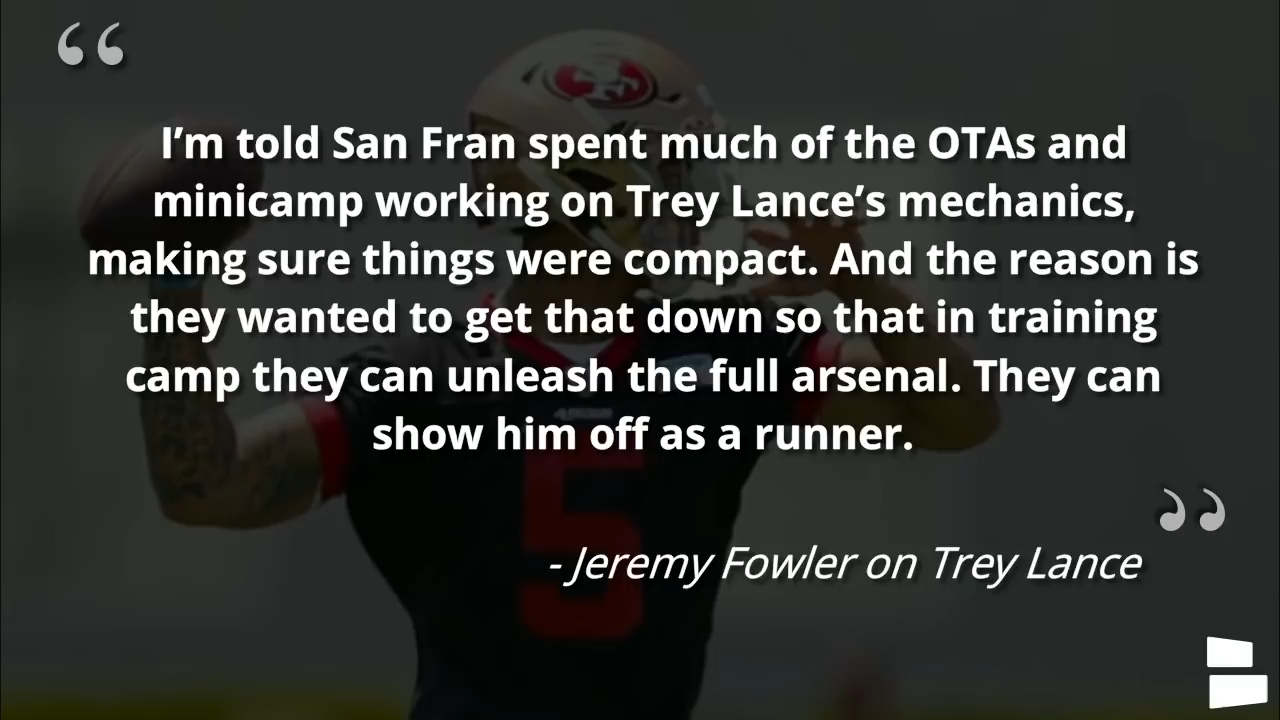 “
I’m told San Fran spent much of the OTAs and
minicamp working on Trey Lance’s mechanics,
making sure things were compact. And the reason is
they wanted to get that down so that in training
camp they can unleash the full arsenal. They can
show him off as a runner.
”
- Jeremy Fowler on Trey Lance
5